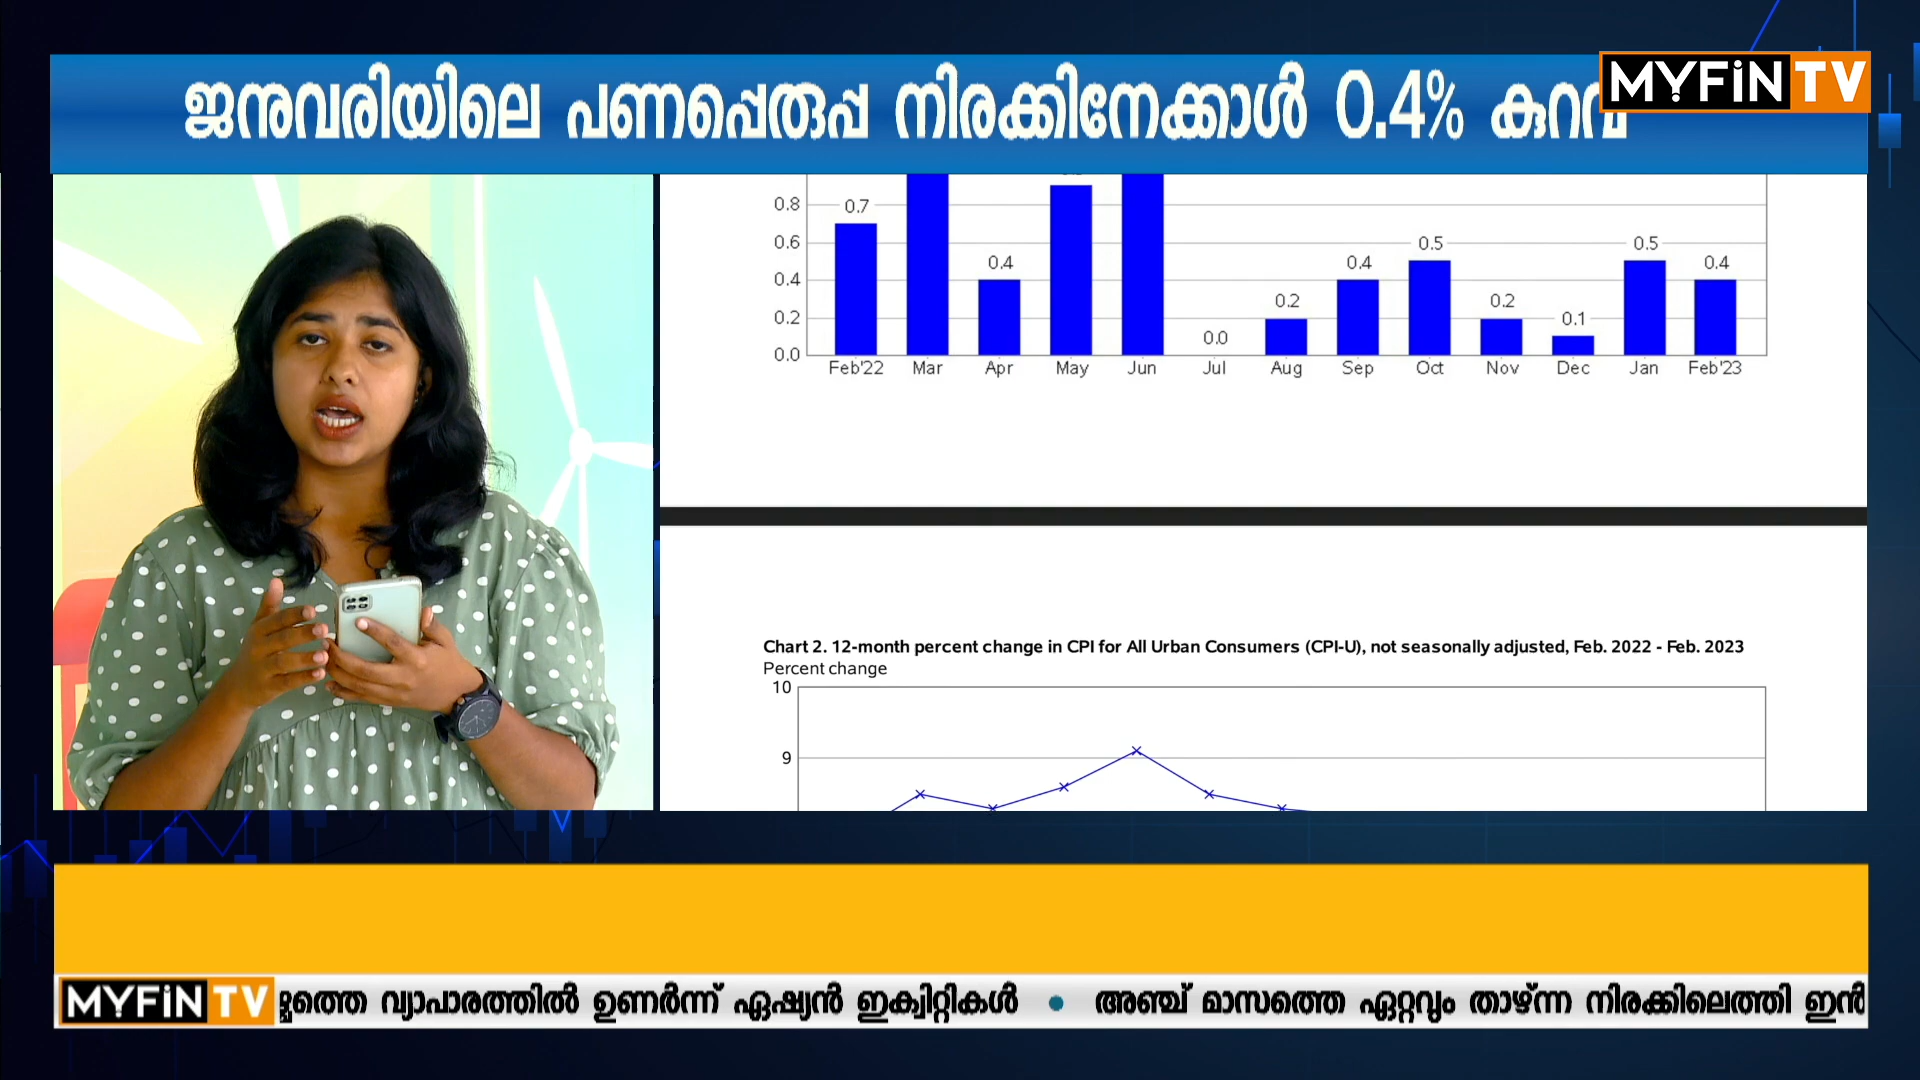 ജനുവരിയിലെ പണപ്പെരുപ്പ നിരക്കിനേക്കാൾ 0.4%
MYFiN TV
0.8
0.6
0.4
0.2
0.0
0.7
0.4
0.0
0.2
0.4
0.5
0.2
0.1
0.5
0.4
Feb'22 Mar Apr May Jun Jul Aug Sep Oct Nov Dec Jan Feb'23
Chart 2. 12-month percent change in CPI for All Urban Consumers (CPI-U), not seasonally adjusted, Feb. 2022 - Feb. 2023
Percent change
10
9
MYFiN TV
വ്യാപാരത്തിൽ ഉണർന്ന് ഏഷ്യൻ ഇക്വിറ്റികൾ • അഞ്ച് മാസത്തെ ഏറ്റവും താഴ്ന്ന നിരക്കിലെത്തി